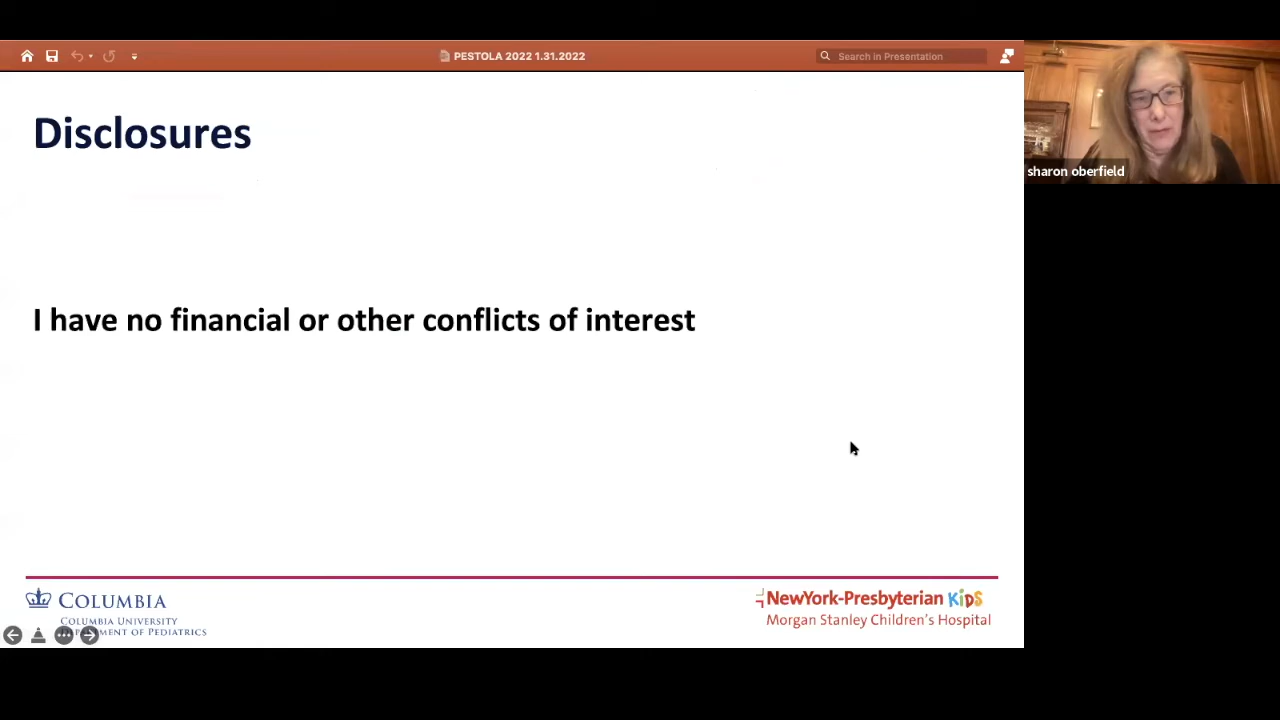 PESTOLA 2022 1.31.2022
Search in Presentation
sharon oberfield
Disclosures
I have no financial or other conflicts of interest
COLUMBIA
COLUMBIA UNIVERSITY
DEPARTMENT OF PEDIATRICS
NewYork-Presbyterian KiDS
Morgan Stanley Children's Hospital